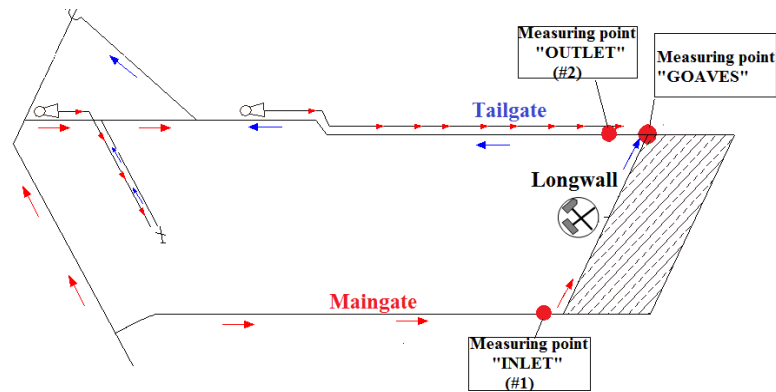 Measuring point
"OUTLET"
(#2)
Measuring point
"GOAVES"
Tailgate
Longwall
Maingate
Measuring point
"INLET"
(#1)